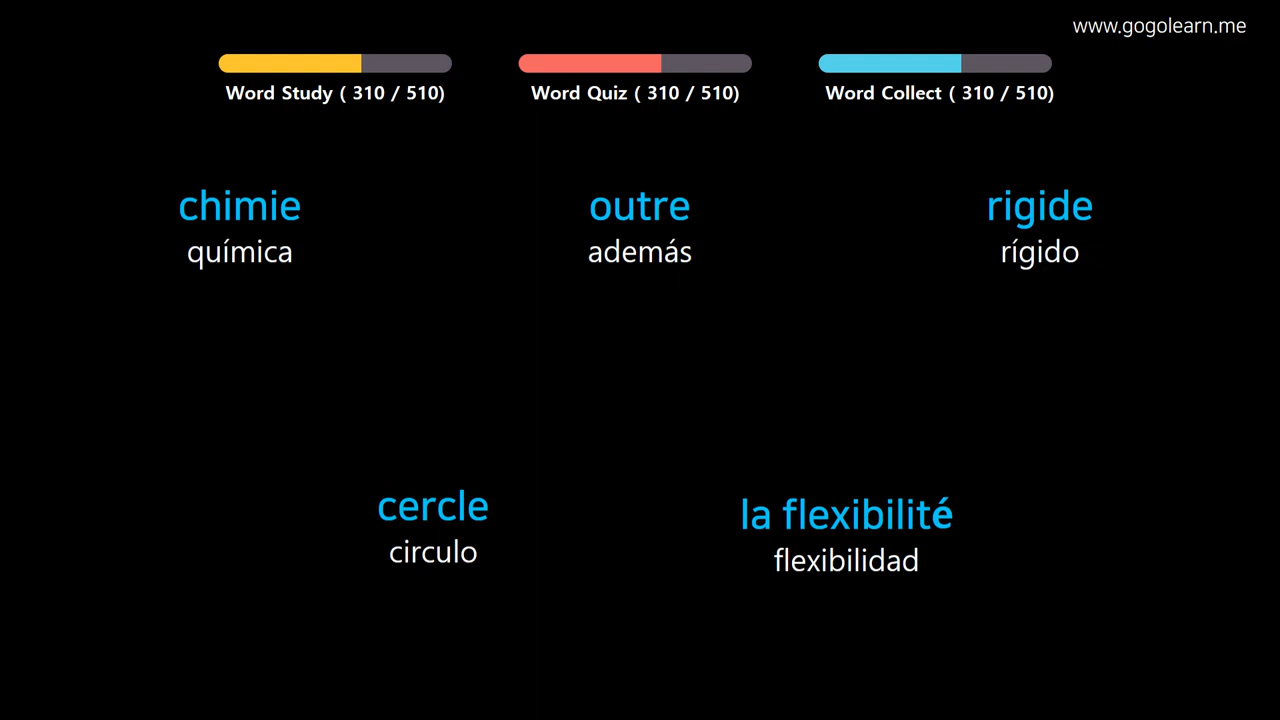 www.gogolearn.me
Word Study ( 310 / 510)
Word Quiz ( 310 / 510)
Word Collect ( 310 / 510)
chimie
química
outre
además
rigide
rígido
cercle
circulo
la flexibilité
flexibilidad